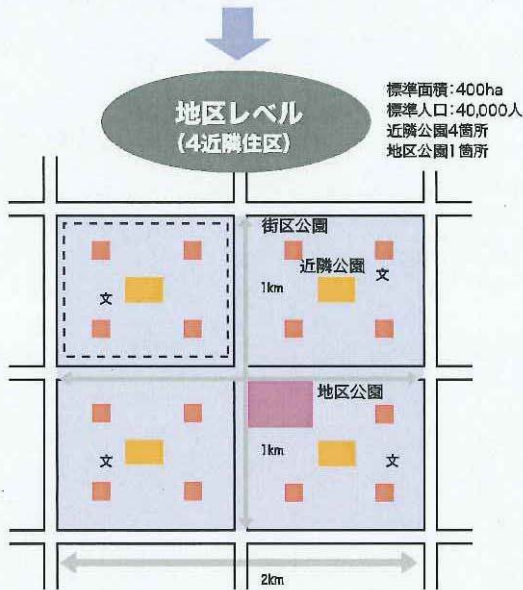 地区レベル
(4近隣住区)
標準面積:400ha
標準人口:40,000人
近隣公園4箇所
地区公園1箇所
街区公園
近隣公園
文
文
1km
地区公園
1km
文
文
2km